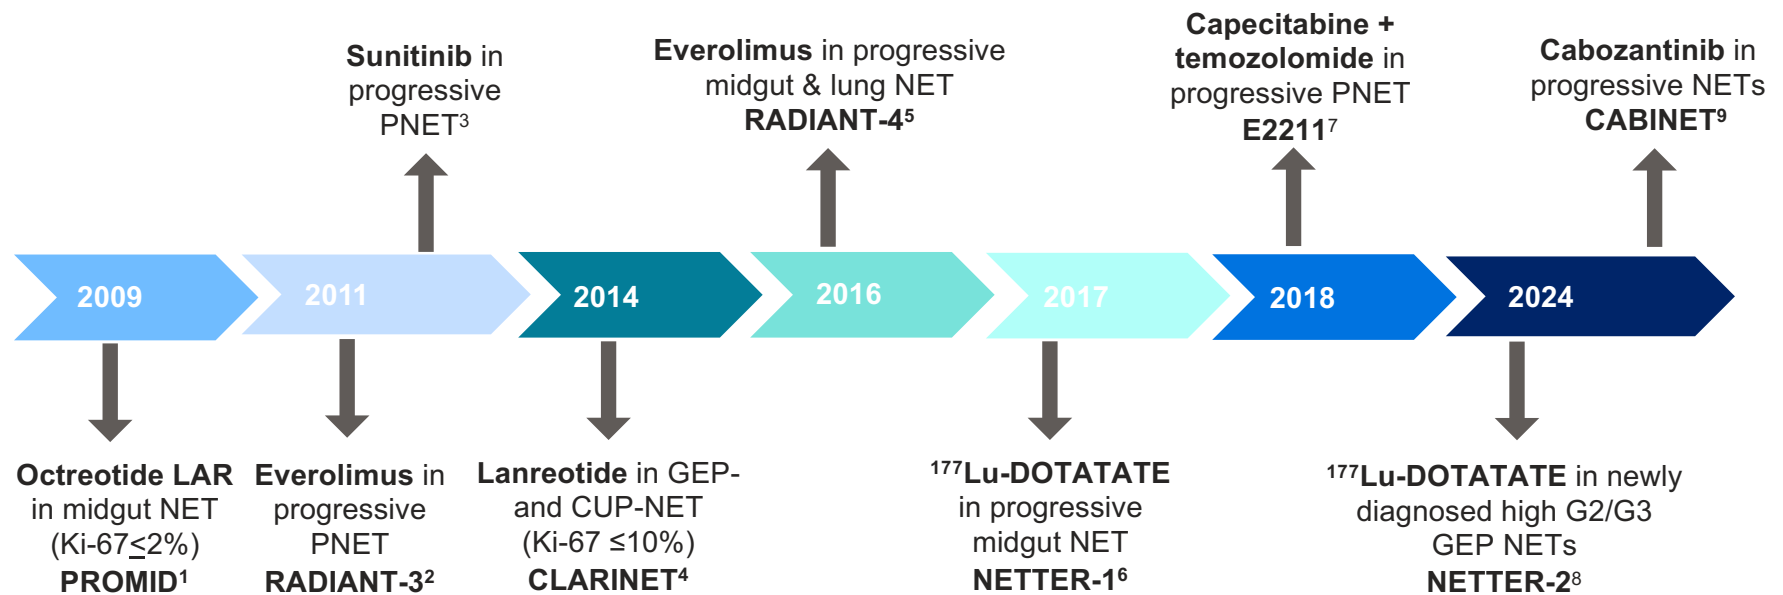 Sunitinib in
progressive
PNET³
Everolimus in progressive
midgut & lung NET
RADIANT-4⁵
Capecitabine +
temozolomide in
progressive PNET
E2211⁷
Cabozantinib in
progressive NETs
CABINET⁹
2009
2011
2014
2016
2017
2018
2024
Octreotide LAR
in midgut NET
(Ki-67≤2%)
PROMID¹
Everolimus in
progressive
PNET
RADIANT-3²
Lanreotide in GEP-
and CUP-NET
(Ki-67 ≤10%)
CLARINET⁴
¹⁷⁷Lu-DOTATATE
in progressive
midgut NET
NETTER-1⁶
¹⁷⁷Lu-DOTATATE in newly
diagnosed high G2/G3
GEP NETs
NETTER-2⁸